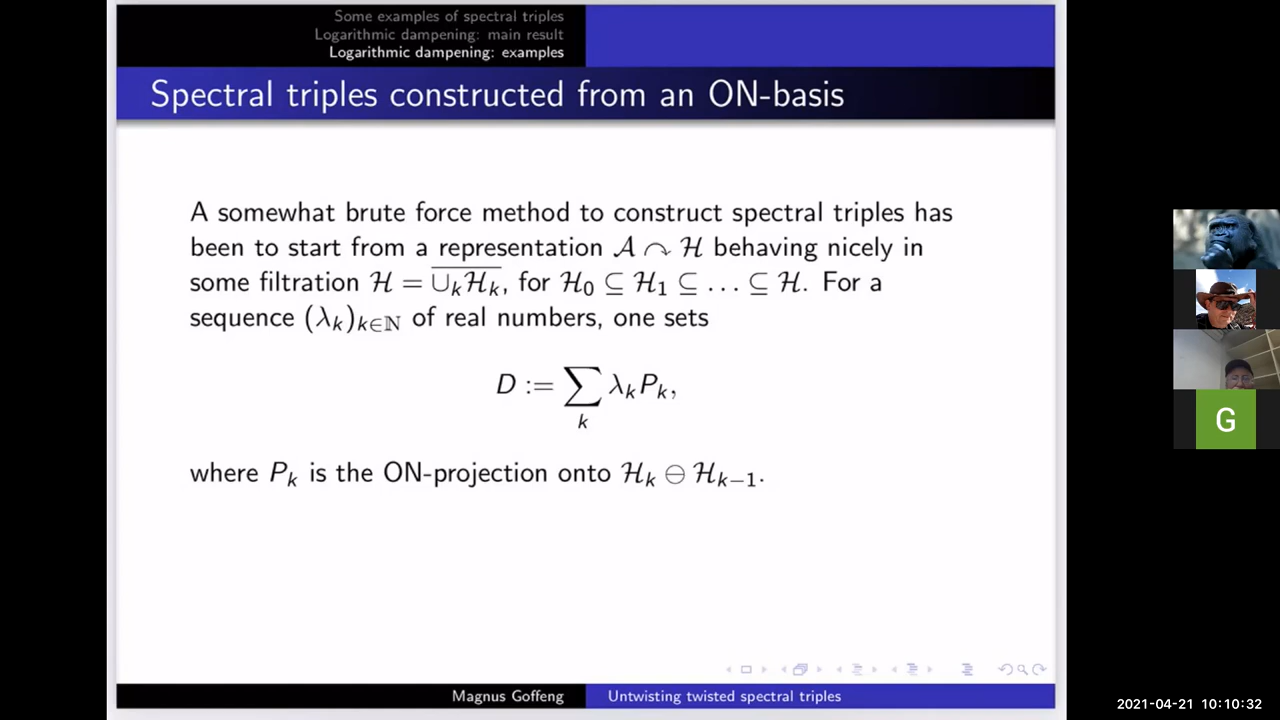 Some examples of spectral triples
Logarithmic dampening: main result
Logarithmic dampening: examples
Spectral triples constructed from an ON-basis
A somewhat brute force method to construct spectral triples has
been to start from a representation 𝒜 ↷ ℋ behaving nicely in
some filtration ℋ = \overline{∪_kℋ_k}, for ℋ_0 ⊆ ℋ_1 ⊆ … ⊆ ℋ. For a
sequence (λ_k)_{k∈ℕ} of real numbers, one sets
D := ∑_k λ_k P_k,
where P_k is the ON-projection onto ℋ_k ⊖ ℋ_{k−1}.
Magnus Goffeng
Untwisting twisted spectral triples
G
2021-04-21 10:10:32